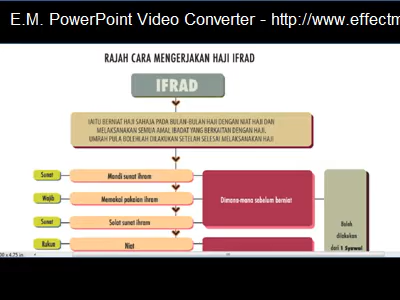 E.M. PowerPoint Video Converter - http://www.effectm
RAJAH CARA MENGERJAKAN HAJI IFRAD
IFRAD
IAITU BERNIAT HAJI SAHAJA PADA BULAN-BULAN HAJI DENGAN NIAT HAJI DAN
MELAKSANAKAN SEMUA AMAL IBADAT YANG BERKAITAN DENGAN HAJI.
UMRAH PULA BOLEHLAH DILAKUKAN SETELAH SELESAI MELAKSANAKAN HAJI
Sunat
Mandi sunat ihram
Wajib
Memakai pakaian ihram
Dimana-mana sebelum berniat
Sunat
Solat sunat ihram
Boleh
dilakukan
dari 1 Syawal
Rukun
Niat